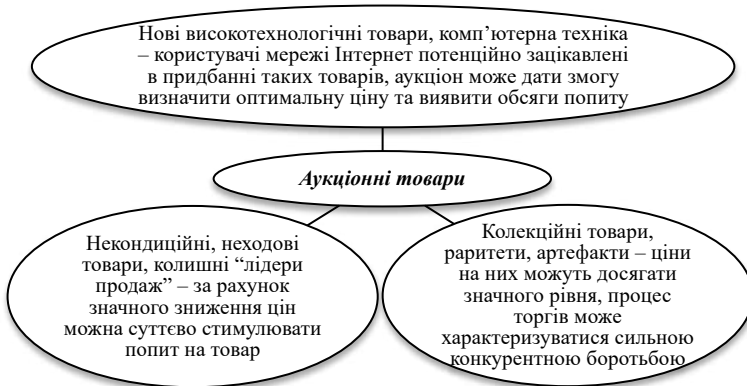 Нові високотехнологічні товари, комп’ютерна техніка
– користувачі мережі Інтернет потенційно зацікавлені
в придбанні таких товарів, аукціон може дати змогу
визначити оптимальну ціну та виявити обсяги попиту
Аукціонні товари
Некондиційні, неходові
товари, колишні “лідери
продаж” – за рахунок
значного зниження цін
можна суттєво стимулювати
попит на товар
Колекційні товари,
раритети, артефакти – ціни
на них можуть досягати
значного рівня, процес
торгів може
характеризуватися сильною
конкурентною боротьбою